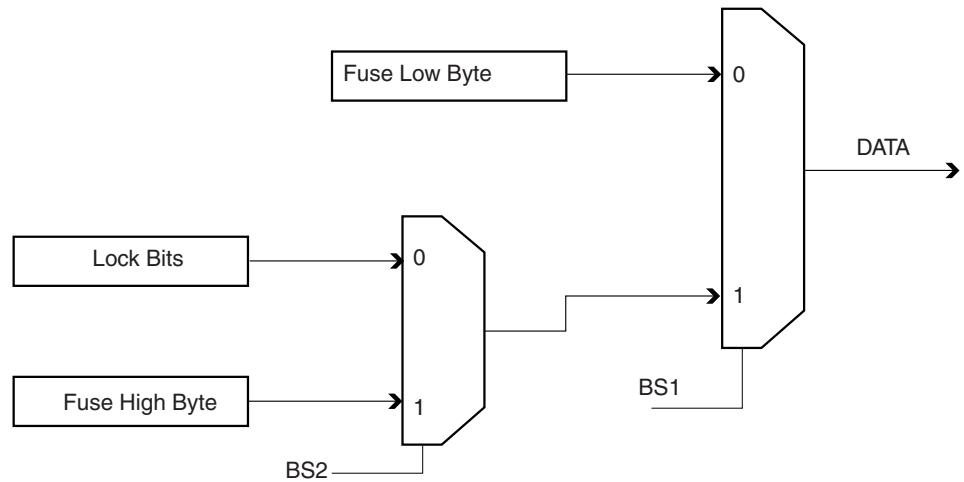 Fuse Low Byte
0
DATA
Lock Bits
0
1
BS1
Fuse High Byte
1
BS2